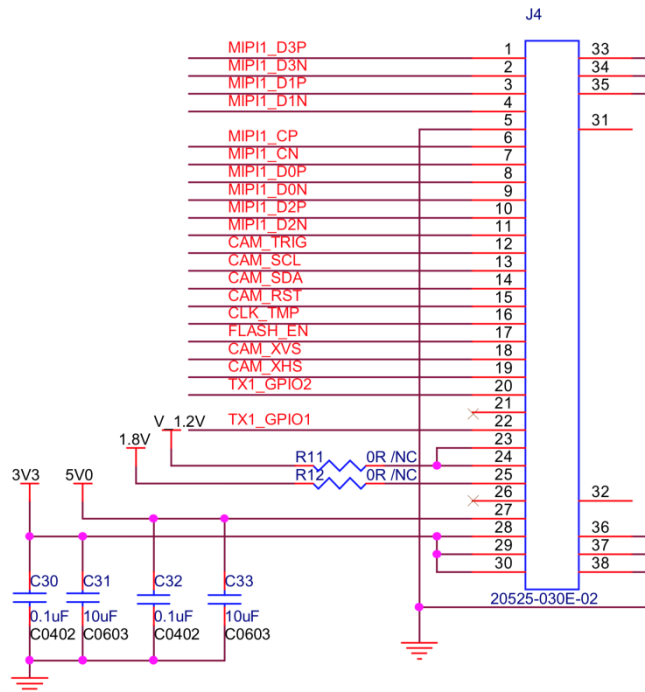 J4
MIPI1_D3P 1 33
MIPI1_D3N 2 34
MIPI1_D1P 3 35
MIPI1_D1N 4
5 31
MIPI1_CP 6
MIPI1_CN 7
MIPI1_D0P 8
MIPI1_D0N 9
MIPI1_D2P 10
MIPI1_D2N 11
CAM_TRIG 12
CAM_SCL 13
CAM_SDA 14
CAM_RST 15
CLK_TMP 16
FLASH_EN 17
CAM_XVS 18
CAM_XHS 19
TX1_GPIO2 20
21
V_1.2V TX1_GPIO1 22
1.8V 23
R11 0R /NC 24
3V3 5V0 R12 0R /NC 25
26 32
27
28 36
29 37
30 38
C30 C31 C32 C33
20525-030E-02
0.1uF 10uF 0.1uF 10uF
C0402 C0603 C0402 C0603